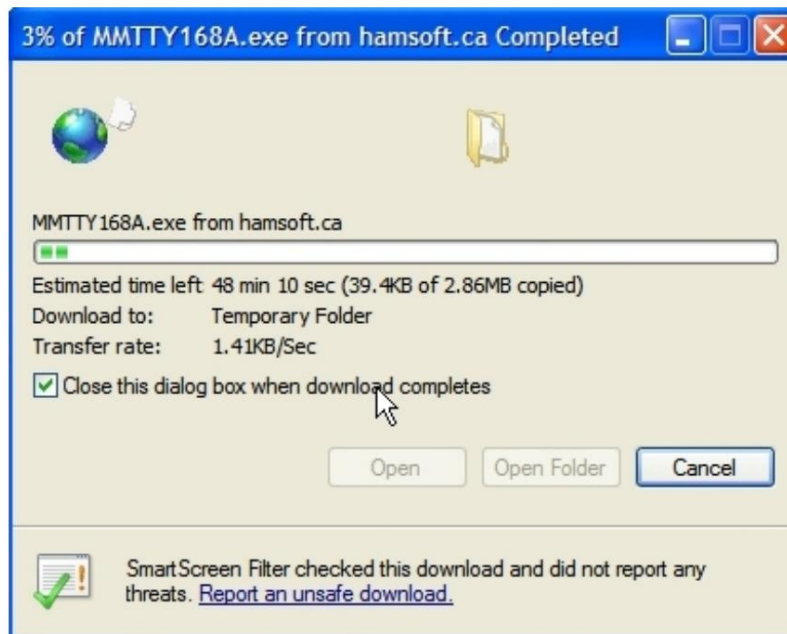 3% of MMTTY168A.exe from hamsoft.ca Completed
MMTTY168A.exe from hamsoft.ca
Estimated time left 48 min 10 sec (39.4KB of 2.86MB copied)
Download to: Temporary Folder
Transfer rate: 1.41KB/Sec
Close this dialog box when download completes
Open Open Folder Cancel
SmartScreen Filter checked this download and did not report any
threats. Report an unsafe download.